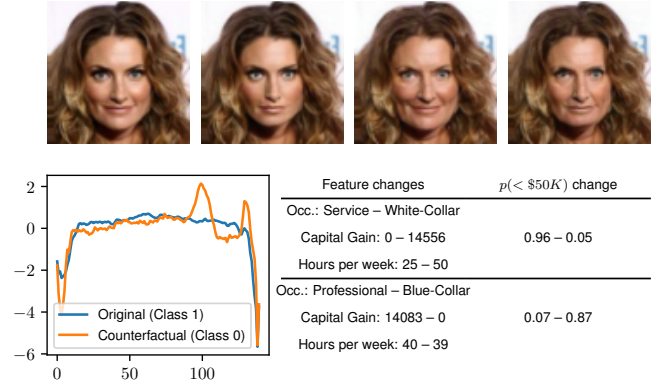 2
0
−2
−4
−6
0 50 100
Original (Class 1)
Counterfactual (Class 0)
Feature changes p(< $50K) change
Occ.: Service – White-Collar
Capital Gain: 0 – 14556 0.96 – 0.05
Hours per week: 25 – 50
Occ.: Professional – Blue-Collar
Capital Gain: 14083 – 0 0.07 – 0.87
Hours per week: 40 – 39